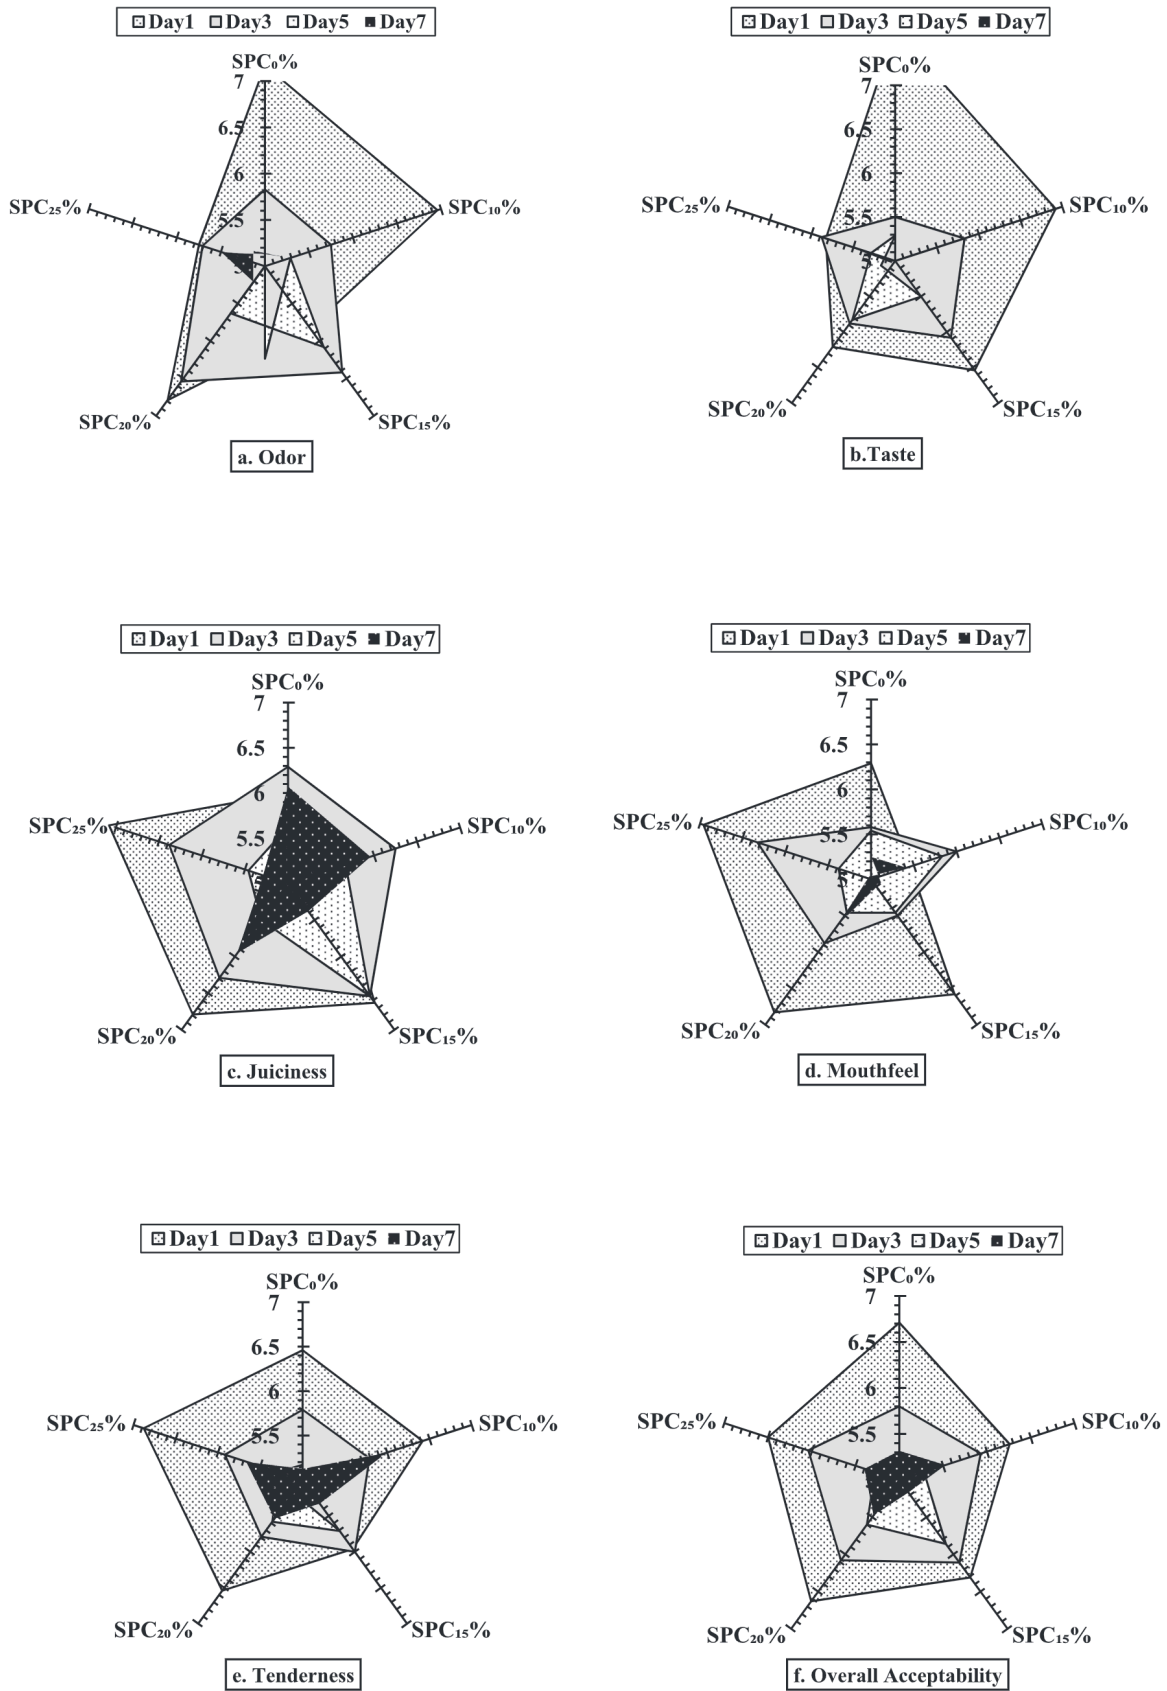 Day1 Day3 Day5 Day7
SPC₀%
7
6.5
6
5.5
5
SPC₁₀%
SPC₁₅%
SPC₂₀%
SPC₂₅%
a. Odor
Day1 Day3 Day5 Day7
SPC₀%
7
6.5
6
5.5
5
SPC₁₀%
SPC₁₅%
SPC₂₀%
SPC₂₅%
b.Taste
Day1 Day3 Day5 Day7
SPC₀%
7
6.5
6
5.5
5
SPC₁₀%
SPC₁₅%
SPC₂₀%
SPC₂₅%
c. Juiciness
Day1 Day3 Day5 Day7
SPC₀%
7
6.5
6
5.5
5
SPC₁₀%
SPC₁₅%
SPC₂₀%
SPC₂₅%
d. Mouthfeel
Day1 Day3 Day5 Day7
SPC₀%
7
6.5
6
5.5
SPC₁₀%
SPC₁₅%
SPC₂₀%
SPC₂₅%
e. Tenderness
Day1 Day3 Day5 Day7
SPC₀%
7
6.5
6
5.5
SPC₁₀%
SPC₁₅%
SPC₂₀%
SPC₂₅%
f. Overall Acceptability